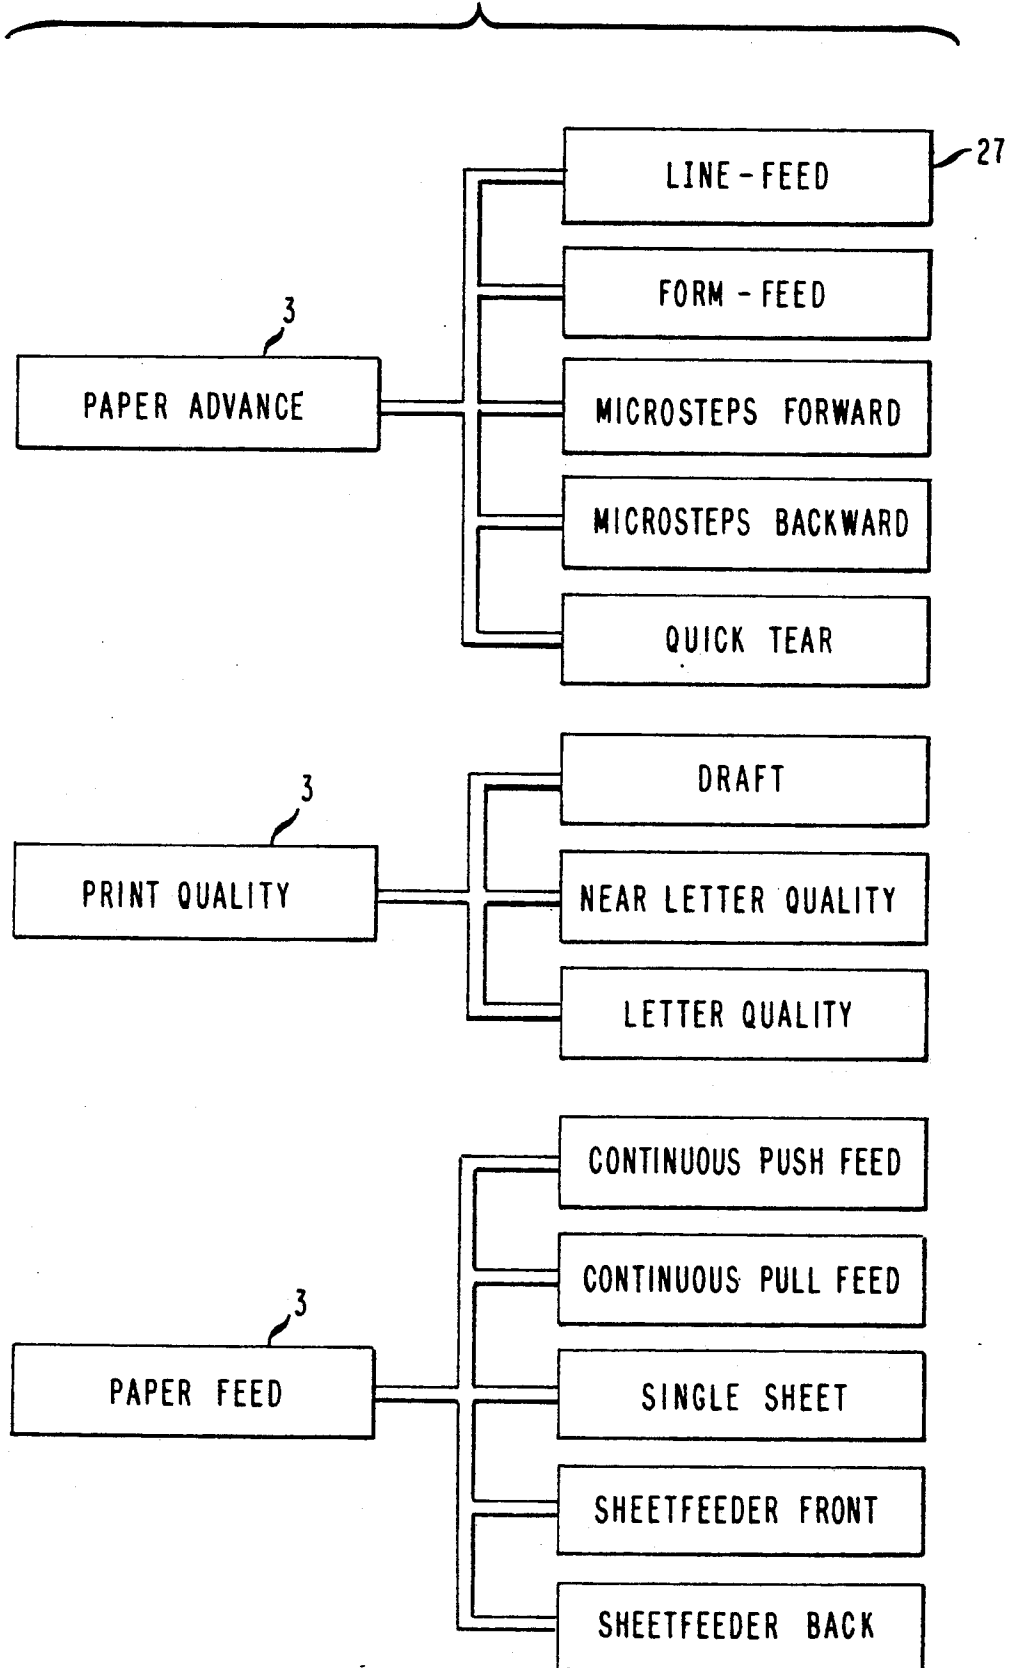 LINE-FEED
27
FORM-FEED
3
PAPER ADVANCE
MICROSTEPS FORWARD
MICROSTEPS BACKWARD
QUICK TEAR
DRAFT
3
PRINT QUALITY
NEAR LETTER QUALITY
LETTER QUALITY
CONTINUOUS PUSH FEED
CONTINUOUS PULL FEED
3
PAPER FEED
SINGLE SHEET
SHEETFEEDER FRONT
SHEETFEEDER BACK